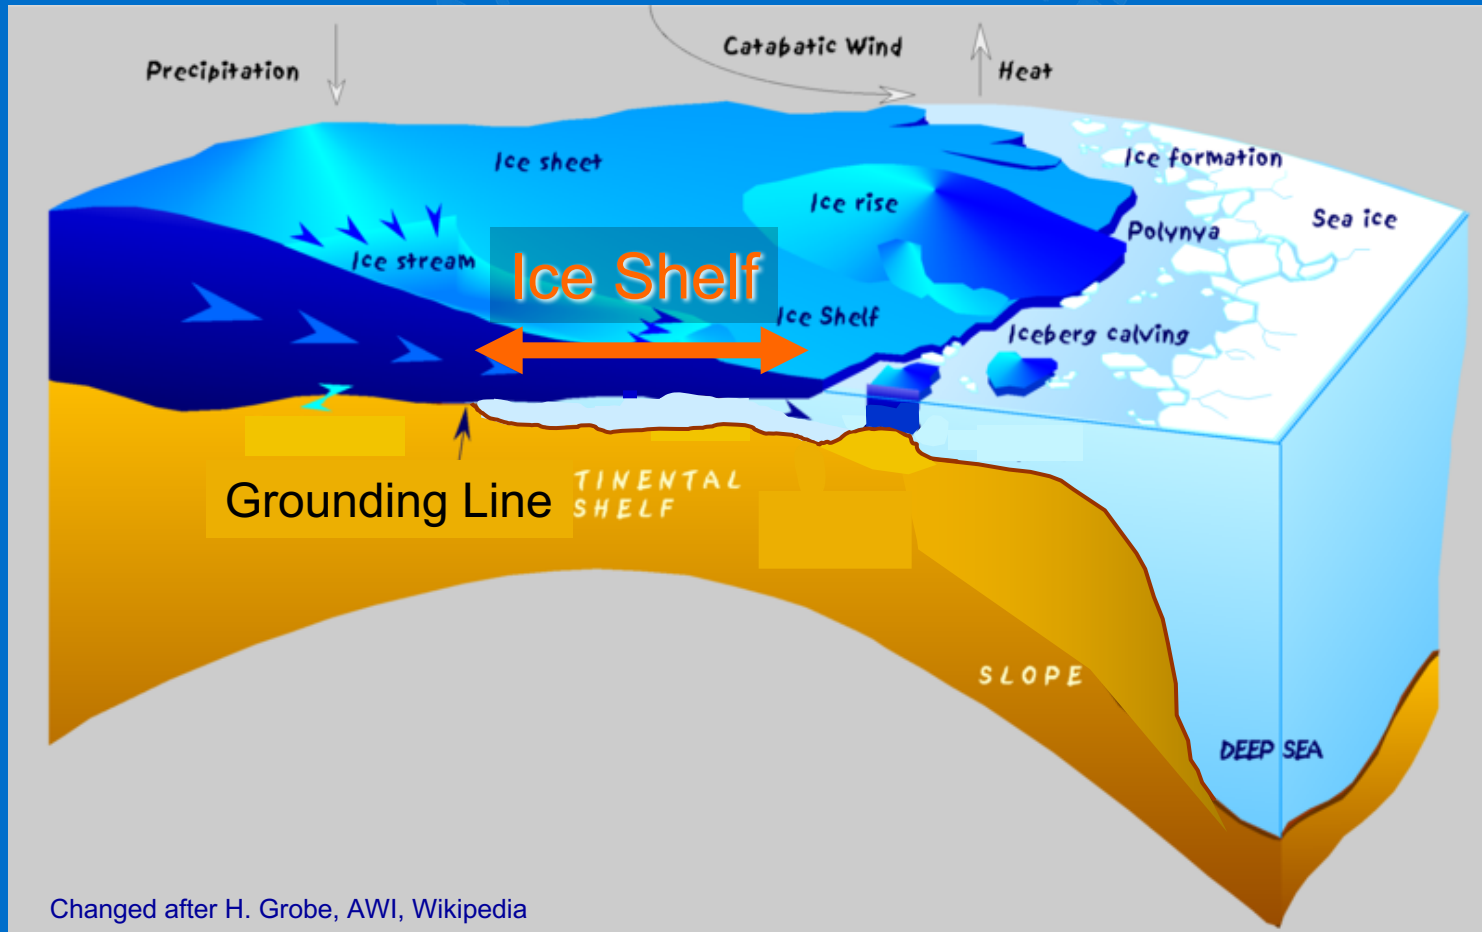 Precipitation
Catabatic Wind
Heat
Ice sheet
Ice formation
Ice rise
Sea ice
Polynya
Ice stream
Ice Shelf
Ice Shelf
Iceberg calving
Grounding Line
TINENTAL
SHELF
SLOPE
DEEP SEA
Changed after H. Grobe, AWI, Wikipedia